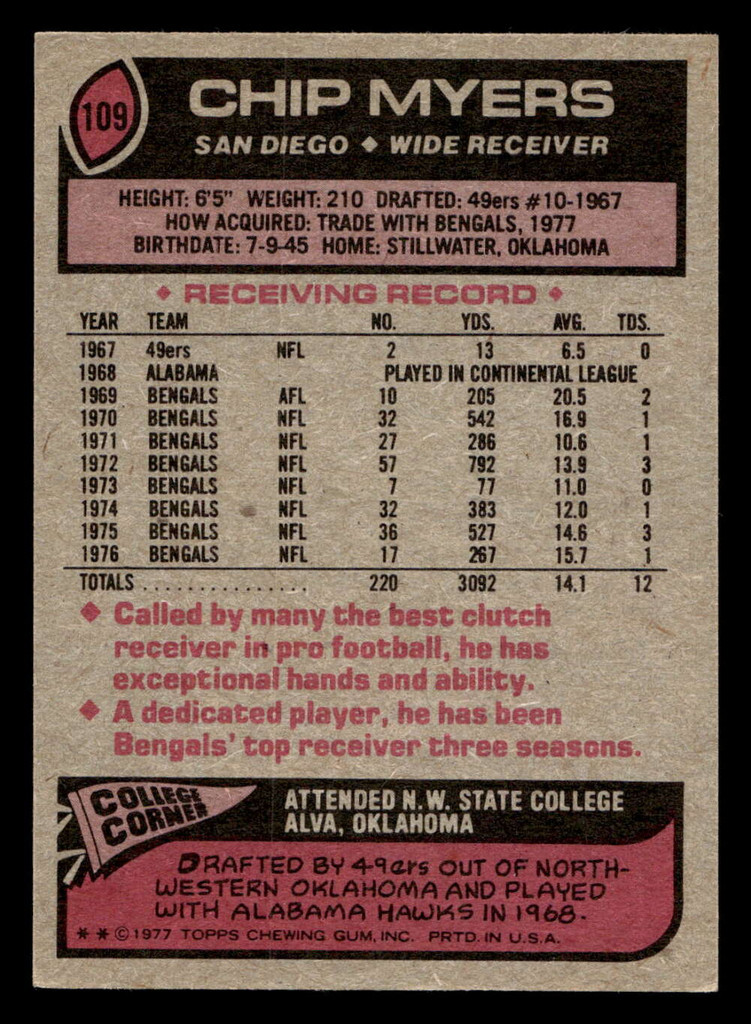 109
CHIP MYERS
SAN DIEGO ♦ WIDE RECEIVER
HEIGHT: 6'5" WEIGHT: 210 DRAFTED: 49ers #10-1967
HOW ACQUIRED: TRADE WITH BENGALS, 1977
BIRTHDATE: 7-9-45 HOME: STILLWATER, OKLAHOMA
♦ RECEIVING RECORD ♦
YEAR TEAM NO. YDS. AVG. TDS.
1967 49ers NFL 2 13 6.5 0
1968 ALABAMA PLAYED IN CONTINENTAL LEAGUE
1969 BENGALS AFL 10 205 20.5 2
1970 BENGALS NFL 32 542 16.9 1
1971 BENGALS NFL 27 286 10.6 1
1972 BENGALS NFL 57 792 13.9 3
1973 BENGALS NFL 7 77 11.0 0
1974 BENGALS NFL 32 383 12.0 1
1975 BENGALS NFL 36 527 14.6 3
1976 BENGALS NFL 17 267 15.7 1
TOTALS ............... 220 3092 14.1 12
♦ Called by many the best clutch
receiver in pro football, he has
exceptional hands and ability.
♦ A dedicated player, he has been
Bengals' top receiver three seasons.
COLLEGE
CORNER
ATTENDED N.W. STATE COLLEGE
ALVA, OKLAHOMA
DRAFTED BY 49ers OUT OF NORTH-
WESTERN OKLAHOMA AND PLAYED
WITH ALABAMA HAWKS IN 1968.
* * © 1977 TOPPS CHEWING GUM, INC. PRTD. IN U.S.A.